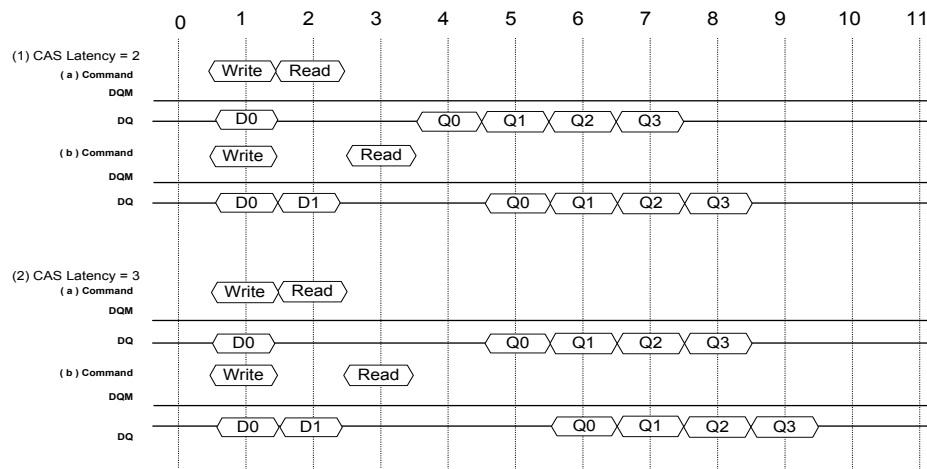 0 1 2 3 4 5 6 7 8 9 10 11
(1) CAS Latency = 2
( a ) Command Write Read
DQM
DQ D0 Q0 Q1 Q2 Q3
( b ) Command Write Read
DQM
DQ D0 D1 Q0 Q1 Q2 Q3
(2) CAS Latency = 3
( a ) Command Write Read
DQM
DQ D0 Q0 Q1 Q2 Q3
( b ) Command Write Read
DQM
DQ D0 D1 Q0 Q1 Q2 Q3